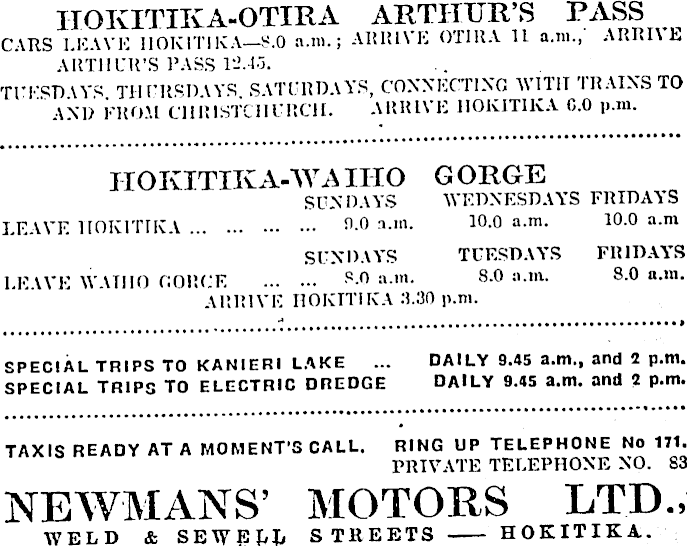 HOKITIKA-OTIRA ARTHUR'S PASS
CARS LEAVE HOKITIKA—8.0 a.m.; ARRIVE OTIRA 11 a.m., ARRIVE
ARTHUR'S PASS 12.45.
TUESDAYS, THURSDAYS, SATURDAYS, CONNECTING WITH TRAINS TO
AND FROM CHRISTCHURCH. ARRIVE HOKITIKA 6.0 p.m.
HOKITIKA-WAIHO GORGE
SUNDAYS WEDNESDAYS FRIDAYS
LEAVE HOKITIKA ... ... ... ... 9.0 a.m. 10.0 a.m. 10.0 a.m
SUNDAYS TUESDAYS FRIDAYS
LEAVE WAIHO GORGE ... ... 8.0 a.m. 8.0 a.m. 8.0 a.m.
ARRIVE HOKITIKA 3.30 p.m.
SPECIAL TRIPS TO KANIERI LAKE ... DAILY 9.45 a.m., and 2 p.m.
SPECIAL TRIPS TO ELECTRIC DREDGE DAILY 9.45 a.m. and 2 p.m.
TAXIS READY AT A MOMENT'S CALL. RING UP TELEPHONE No 171.
PRIVATE TELEPHONE NO. 83
NEWMANS' MOTORS LTD.,
WELD & SEWELL STREETS — HOKITIKA.